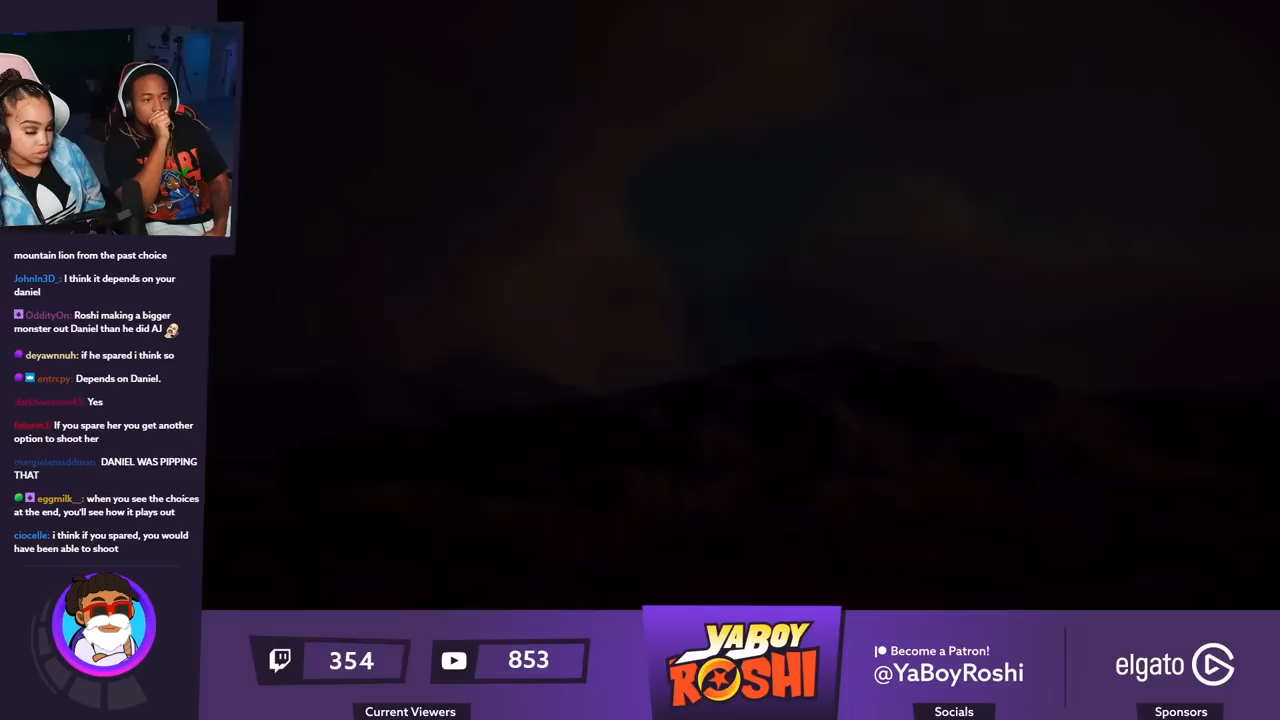 mountain lion from the past choice
JohnIn3D_: I think it depends on your
daniel
OddityOn: Roshi making a bigger
monster out Daniel than he did AJ
deyawnnuh: if he spared i think so
entrcpy: Depends on Daniel.
Yes
If you spare her you get another
option to shoot her
margielamaddman: DANIEL WAS PIPPING
THAT
eggmilk__: when you see the choices
at the end, you'll see how it plays out
ciocelle: i think if you spared, you would
have been able to shoot
354
853
Current Viewers
YABOY
ROSHI
Become a Patron!
@YaBoyRoshi
Socials
elgato
Sponsors